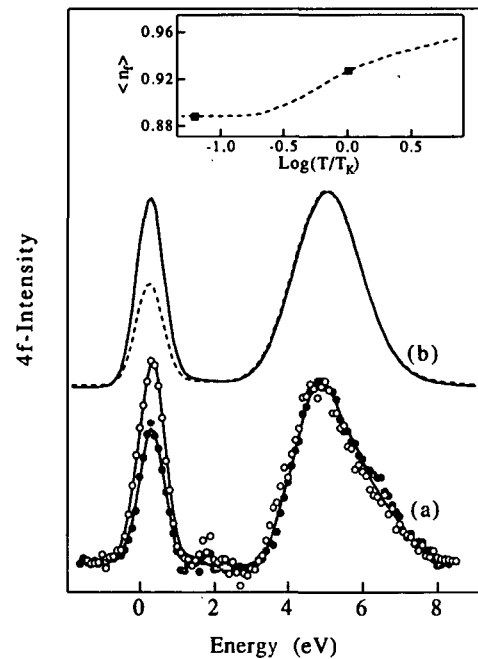 0.96
0.92
0.88
< n_f >
-1.0 -0.5 0.0 0.5
Log(T/T_K)
4f-Intensity
(b)
(a)
0 2 4 6 8
Energy (eV)